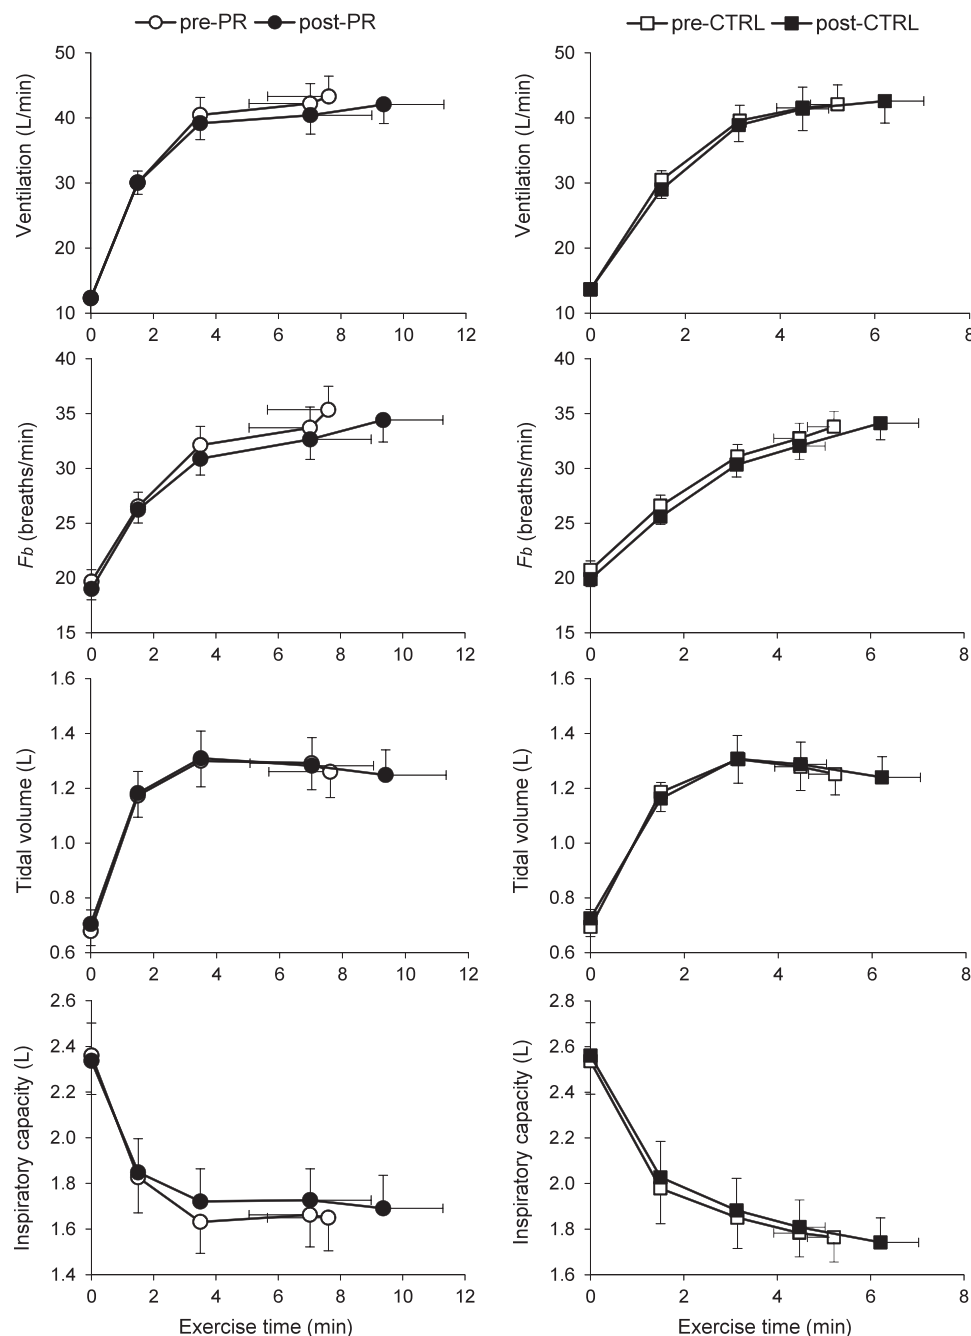 pre-PR post-PR
pre-CTRL post-CTRL
Ventilation (L/min)
50
40
30
20
10
0 2 4 6 8 10 12
Ventilation (L/min)
50
40
30
20
10
0 2 4 6 8
Fb (breaths/min)
40
35
30
25
20
15
0 2 4 6 8 10 12
Fb (breaths/min)
40
35
30
25
20
15
0 2 4 6 8
Tidal volume (L)
1.6
1.4
1.2
1.0
0.8
0.6
0 2 4 6 8 10 12
Tidal volume (L)
1.6
1.4
1.2
1.0
0.8
0.6
0 2 4 6 8
Inspiratory capacity (L)
2.6
2.4
2.2
2.0
1.8
1.6
1.4
0 2 4 6 8 10 12
Exercise time (min)
Inspiratory capacity (L)
2.8
2.6
2.4
2.2
2.0
1.8
1.6
0 2 4 6 8
Exercise time (min)